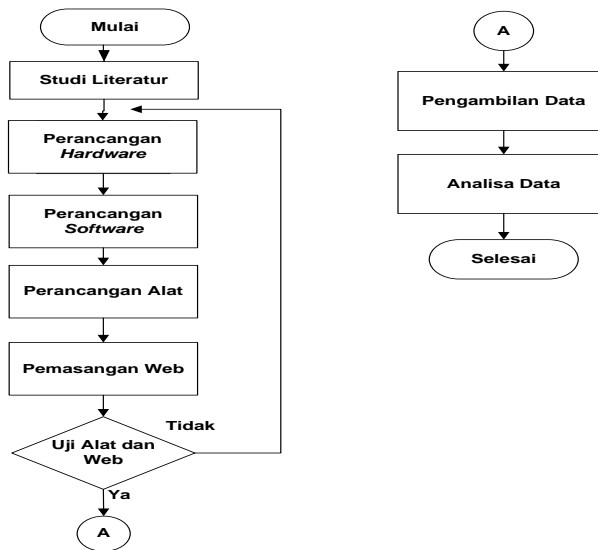 Mulai
Studi Literatur
Perancangan
Hardware
Perancangan
Software
Perancangan Alat
Pemasangan Web
Tidak
Uji Alat dan
Web
Ya
A
A
Pengambilan Data
Analisa Data
Selesai